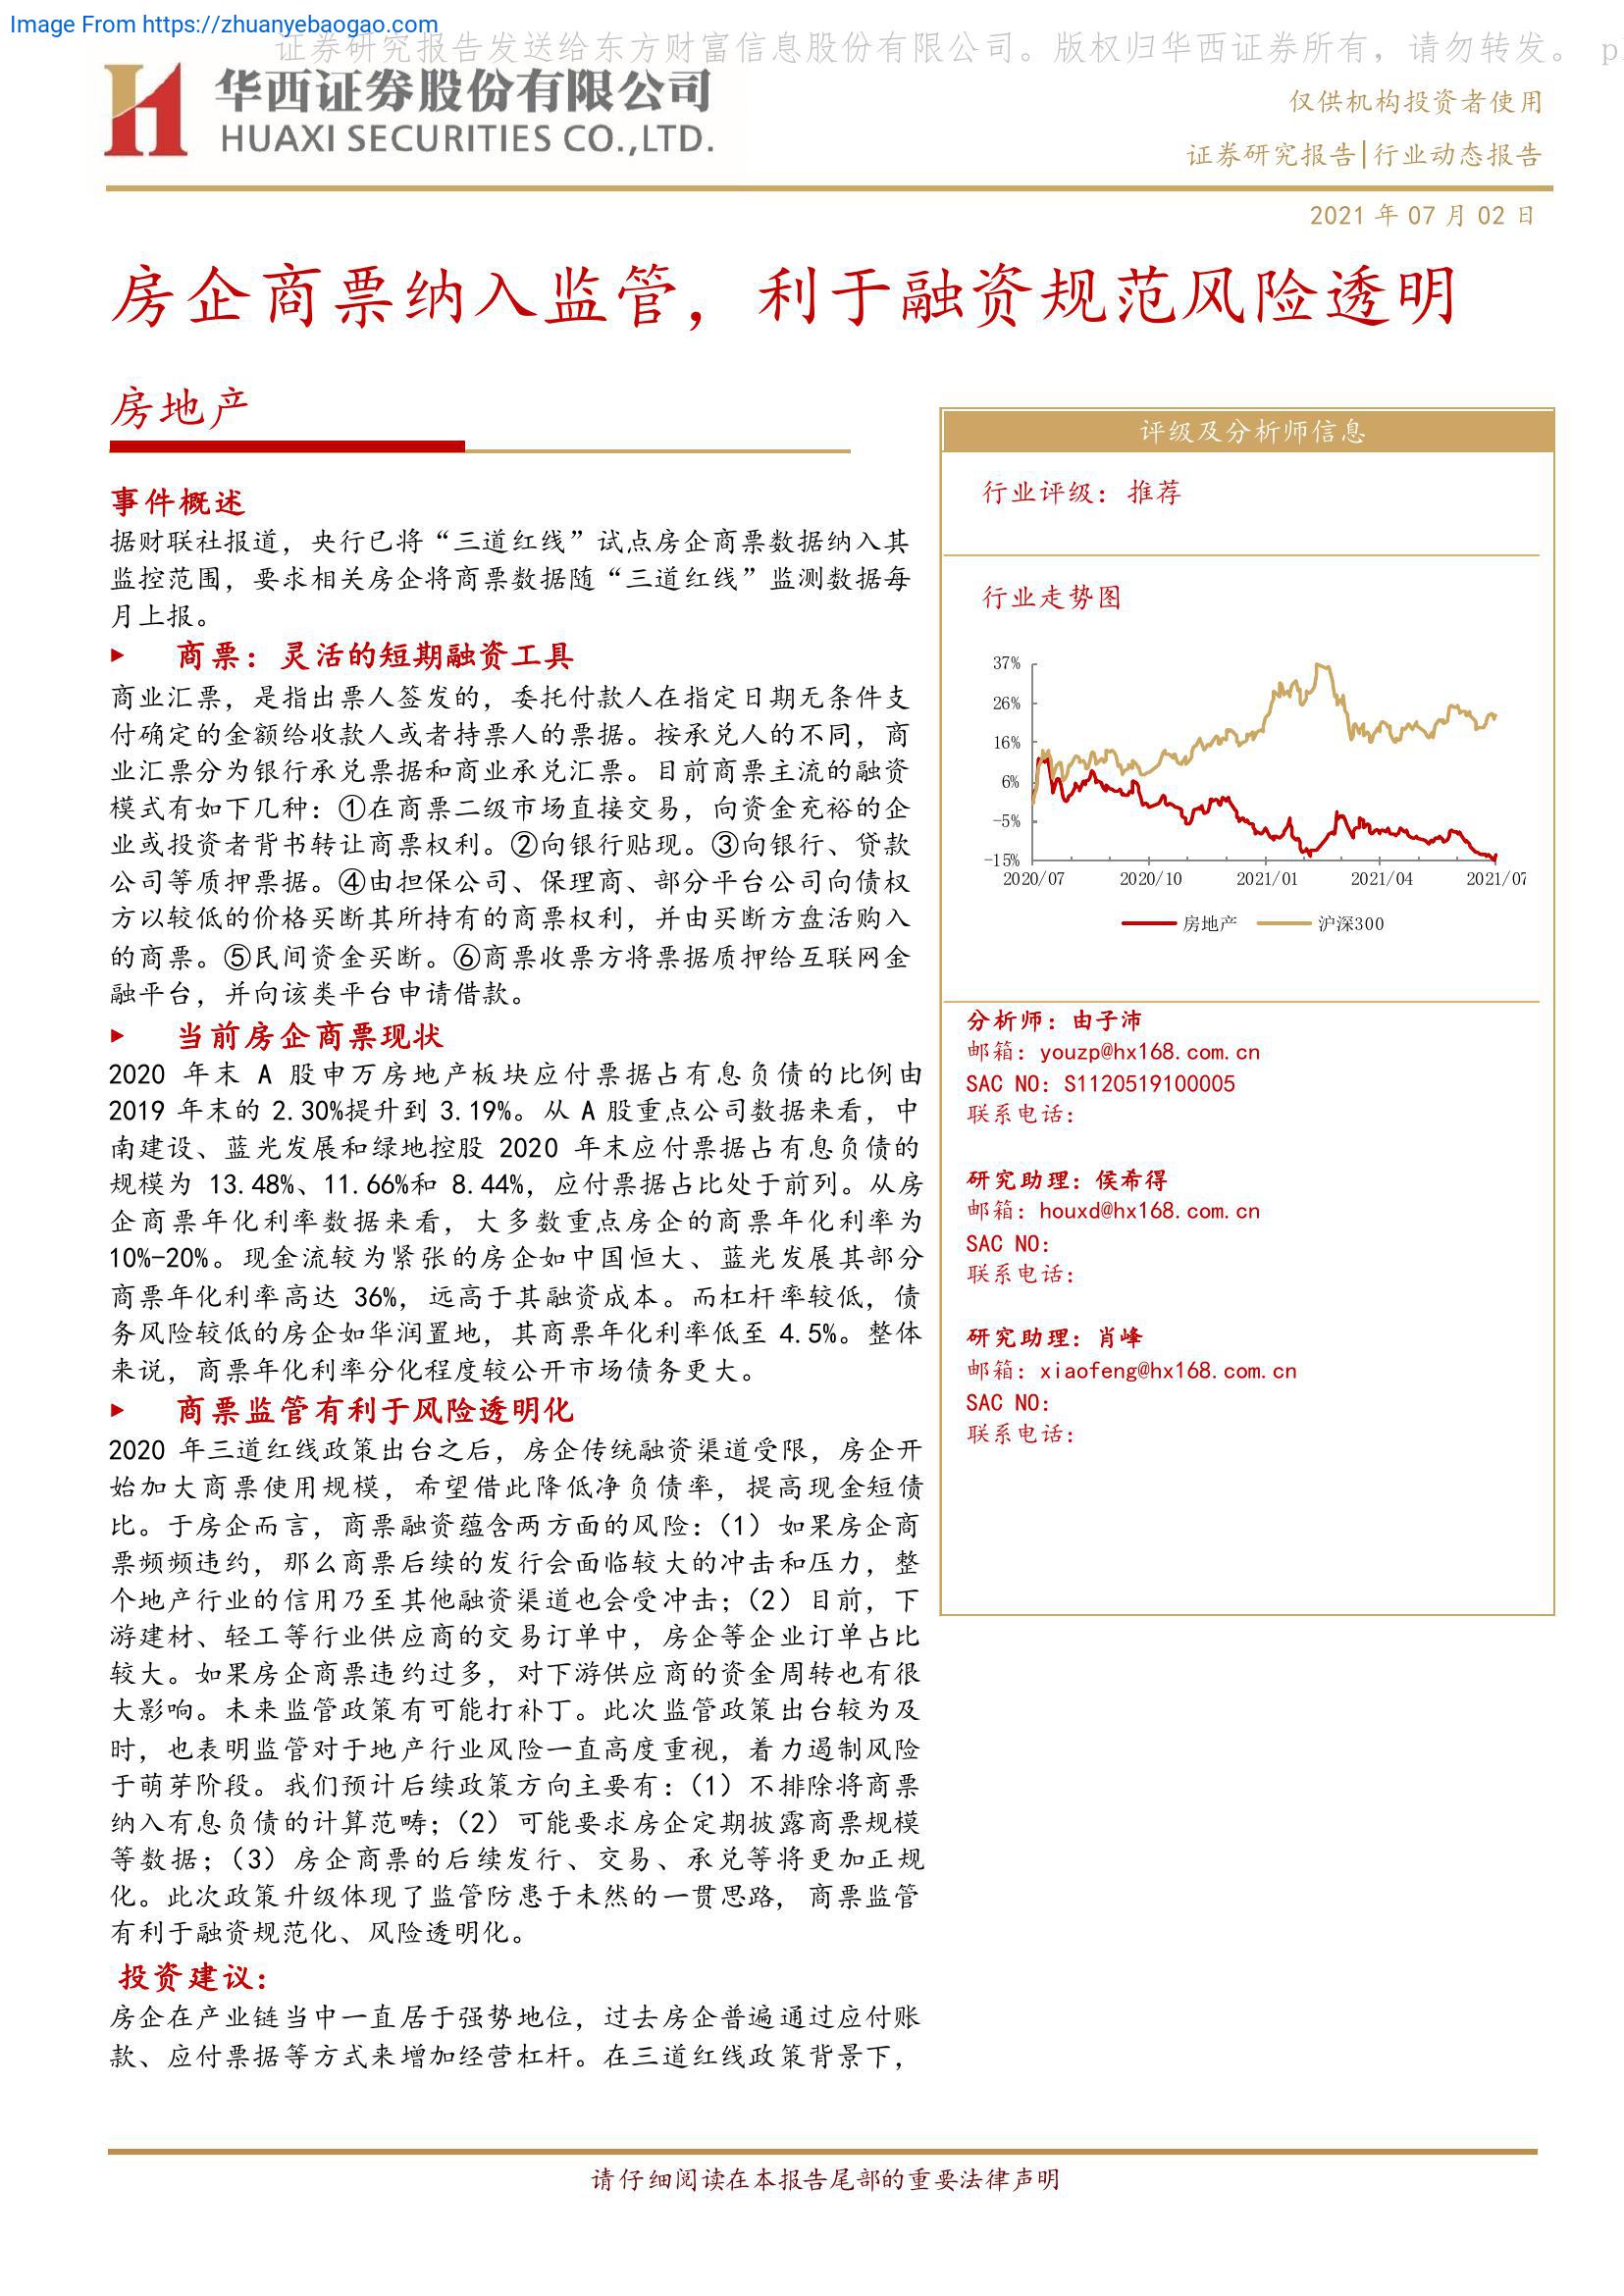 Image From https://zhuanyebaogao.com
证券研究报告发送给东方财富信息股份有限公司。版权归华西证券所有，请勿转发。 p
华西证券股份有限公司
HUAXI SECURITIES CO.,LTD.
仅供机构投资者使用
证券研究报告|行业动态报告
2021 年 07 月 02 日
房企商票纳入监管，利于融资规范风险透明
房地产
事件概述
据财联社报道，央行已将“三道红线”试点房企商票数据纳入其
监控范围，要求相关房企将商票数据随“三道红线”监测数据每
月上报。
► 商票：灵活的短期融资工具
商业汇票，是指出票人签发的，委托付款人在指定日期无条件支
付确定的金额给收款人或者持票人的票据。按承兑人的不同，商
业汇票分为银行承兑票据和商业承兑汇票。目前商票主流的融资
模式有如下几种：①在商票二级市场直接交易，向资金充裕的企
业或投资者背书转让商票权利。②向银行贴现。③向银行、贷款
公司等质押票据。④由担保公司、保理商、部分平台公司向债权
方以较低的价格买断其所持有的商票权利，并由买断方盘活购入
的商票。⑤民间资金买断。⑥商票收票方将票据质押给互联网金
融平台，并向该类平台申请借款。
► 当前房企商票现状
2020 年末 A 股申万房地产板块应付票据占有息负债的比例由
2019 年末的 2.30%提升到 3.19%。从 A 股重点公司数据来看，中
南建设、蓝光发展和绿地控股 2020 年末应付票据占有息负债的
规模为 13.48%、11.66%和 8.44%，应付票据占比处于前列。从房
企商票年化利率数据来看，大多数重点房企的商票年化利率为
10%-20%。现金流较为紧张的房企如中国恒大、蓝光发展其部分
商票年化利率高达 36%，远高于其融资成本。而杠杆率较低，债
务风险较低的房企如华润置地，其商票年化利率低至 4.5%。整体
来说，商票年化利率分化程度较公开市场债务更大。
► 商票监管有利于风险透明化
2020 年三道红线政策出台之后，房企传统融资渠道受限，房企开
始加大商票使用规模，希望借此降低净负债率，提高现金短债
比。于房企而言，商票融资蕴含两方面的风险：（1）如果房企商
票频频违约，那么商票后续的发行会面临较大的冲击和压力，整
个地产行业的信用乃至其他融资渠道也会受冲击；（2）目前，下
游建材、轻工等行业供应商的交易订单中，房企等企业订单占比
较大。如果房企商票违约过多，对下游供应商的资金周转也有很
大影响。未来监管政策有可能打补丁。此次监管政策出台较为及
时，也表明监管对于地产行业风险一直高度重视，着力遏制风险
于萌芽阶段。我们预计后续政策方向主要有：（1）不排除将商票
纳入有息负债的计算范畴；（2）可能要求房企定期披露商票规模
等数据；（3）房企商票的后续发行、交易、承兑等将更加正规
化。此次政策升级体现了监管防患于未然的一贯思路，商票监管
有利于融资规范化、风险透明化。
投资建议：
房企在产业链当中一直居于强势地位，过去房企普遍通过应付账
款、应付票据等方式来增加经营杠杆。在三道红线政策背景下，
评级及分析师信息
行业评级：推荐
行业走势图
37%
26%
16%
6%
-5%
-15%
2020/07 2020/10 2021/01 2021/04 2021/07
房地产 沪深300
分析师：由子沛
邮箱：youzp@hx168.com.cn
SAC NO：S1120519100005
联系电话：
研究助理：侯希得
邮箱：houxd@hx168.com.cn
SAC NO：
联系电话：
研究助理：肖峰
邮箱：xiaofeng@hx168.com.cn
SAC NO：
联系电话：
请仔细阅读在本报告尾部的重要法律声明